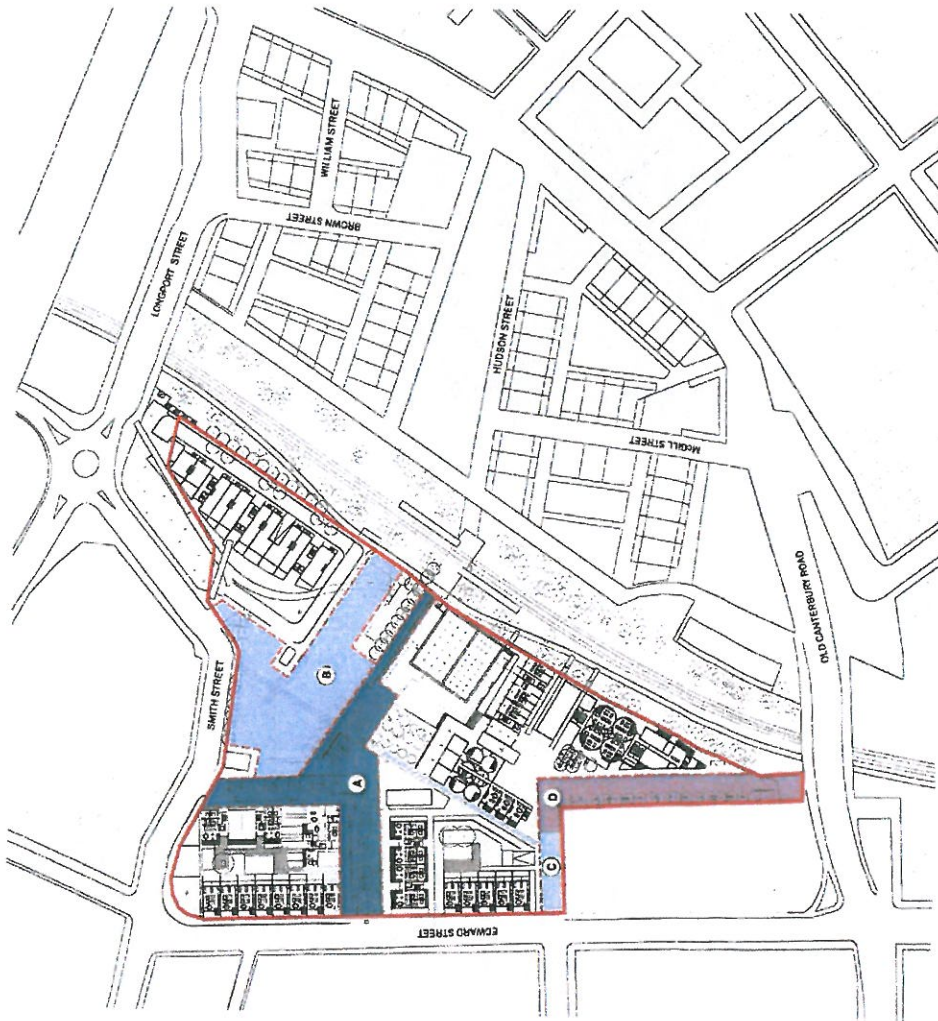 LONGPORT STREET
WILLIAM STREET
BROWN STREET
SMITH STREET
HUDSON STREET
McGILL STREET
B
A
D
C
OLD CANTERBURY ROAD
EDWARD STREET